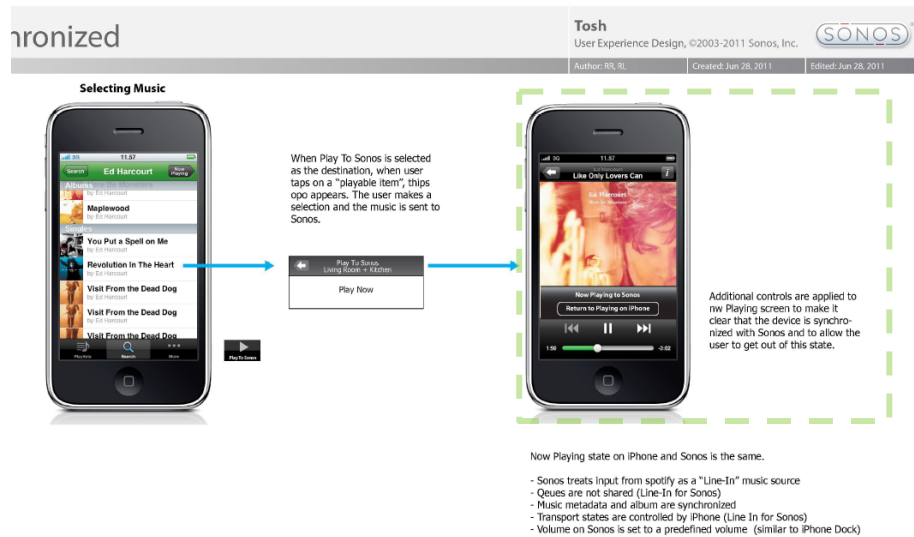 hronized
Tosh
User Experience Design, ©2003-2011 Sonos, Inc.
SONOS
Author: RR, RL
Created: Jun 28, 2011
Edited: Jun 28, 2011
Selecting Music
3G 11.57
Search
Ed Harcourt
Now Playing
Albums
by Ed Harcourt
Maplewood
by Ed Harcourt
Singles
You Put a Spell on Me
by Ed Harcourt
Revolution In The Heart
by Ed Harcourt
Visit From the Dead Dog
by Ed Harcourt
Visit From the Dead Dog
by Ed Harcourt
Visit From the Dead Dog
Playlists
Search
More
Play To Sonos
When Play To Sonos is selected
as the destination, when user
taps on a "playable item", thips
opo appears. The user makes a
selection and the music is sent to
Sonos.
Play To Sonos
Living Room + Kitchen
Play Now
3G 11.57
Ed Harcourt
Like Only Lovers Can
i
Ed Harcourt
Now Playing to Sonos
Return to Playing on iPhone
1:50
-3:02
Additional controls are applied to
nw Playing screen to make it
clear that the device is synchro-
nized with Sonos and to allow the
user to get out of this state.
Now Playing state on iPhone and Sonos is the same.
- Sonos treats input from spotify as a "Line-In" music source
- Qeues are not shared (Line-In for Sonos)
- Music metadata and album are synchronized
- Transport states are controlled by iPhone (Line In for Sonos)
- Volume on Sonos is set to a predefined volume (similar to iPhone Dock)